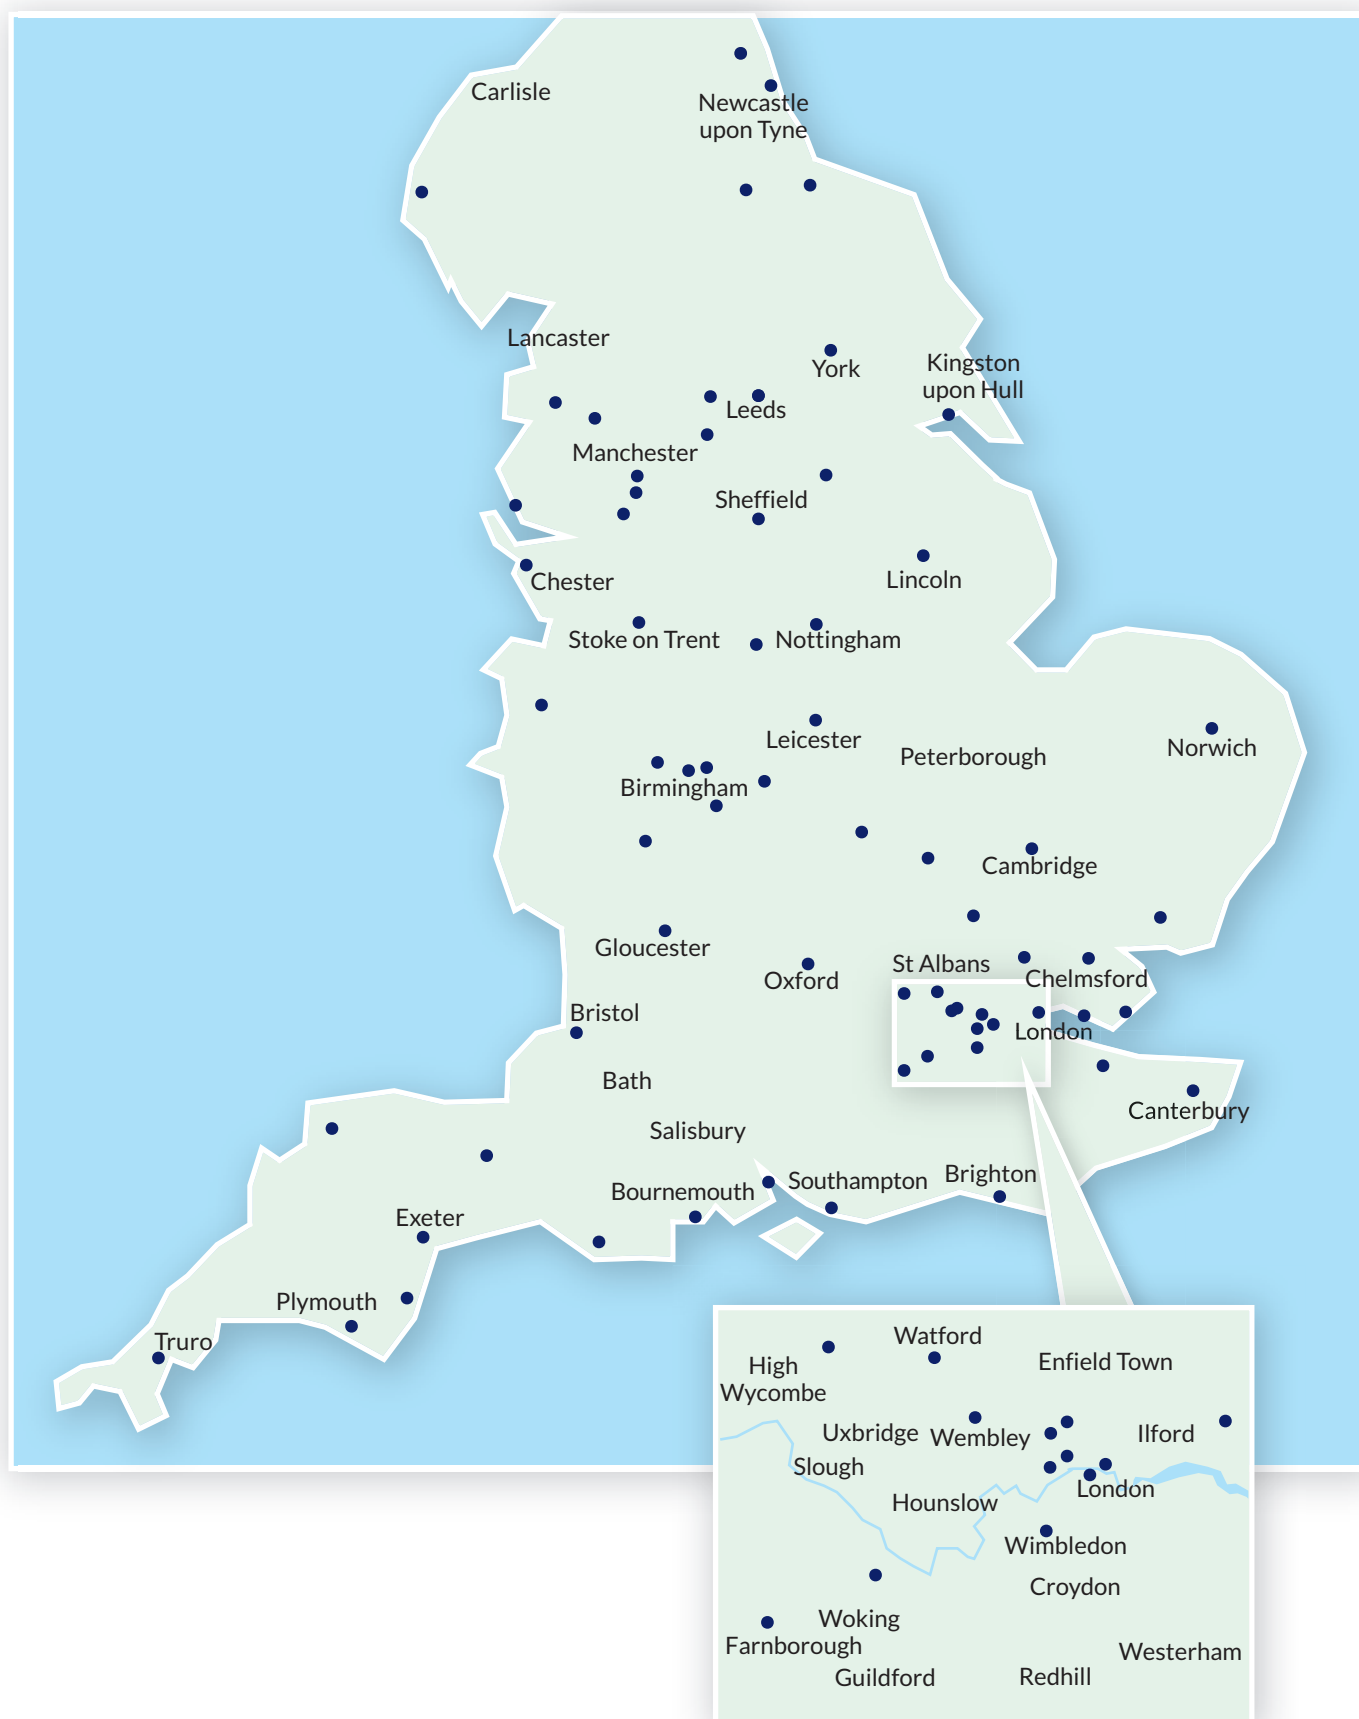 Carlisle
Newcastle
upon Tyne
Lancaster
York
Kingston
upon Hull
Leeds
Manchester
Sheffield
Lincoln
Chester
Stoke on Trent
Nottingham
Leicester
Norwich
Peterborough
Birmingham
Cambridge
Gloucester
St Albans
Oxford
Chelmsford
Bristol
London
Bath
Canterbury
Salisbury
Brighton
Southampton
Bournemouth
Exeter
Plymouth
Truro
Watford
Enfield Town
High
Wycombe
Uxbridge
Wembley
Ilford
Slough
London
Hounslow
Wimbledon
Croydon
Woking
Farnborough
Westerham
Guildford
Redhill